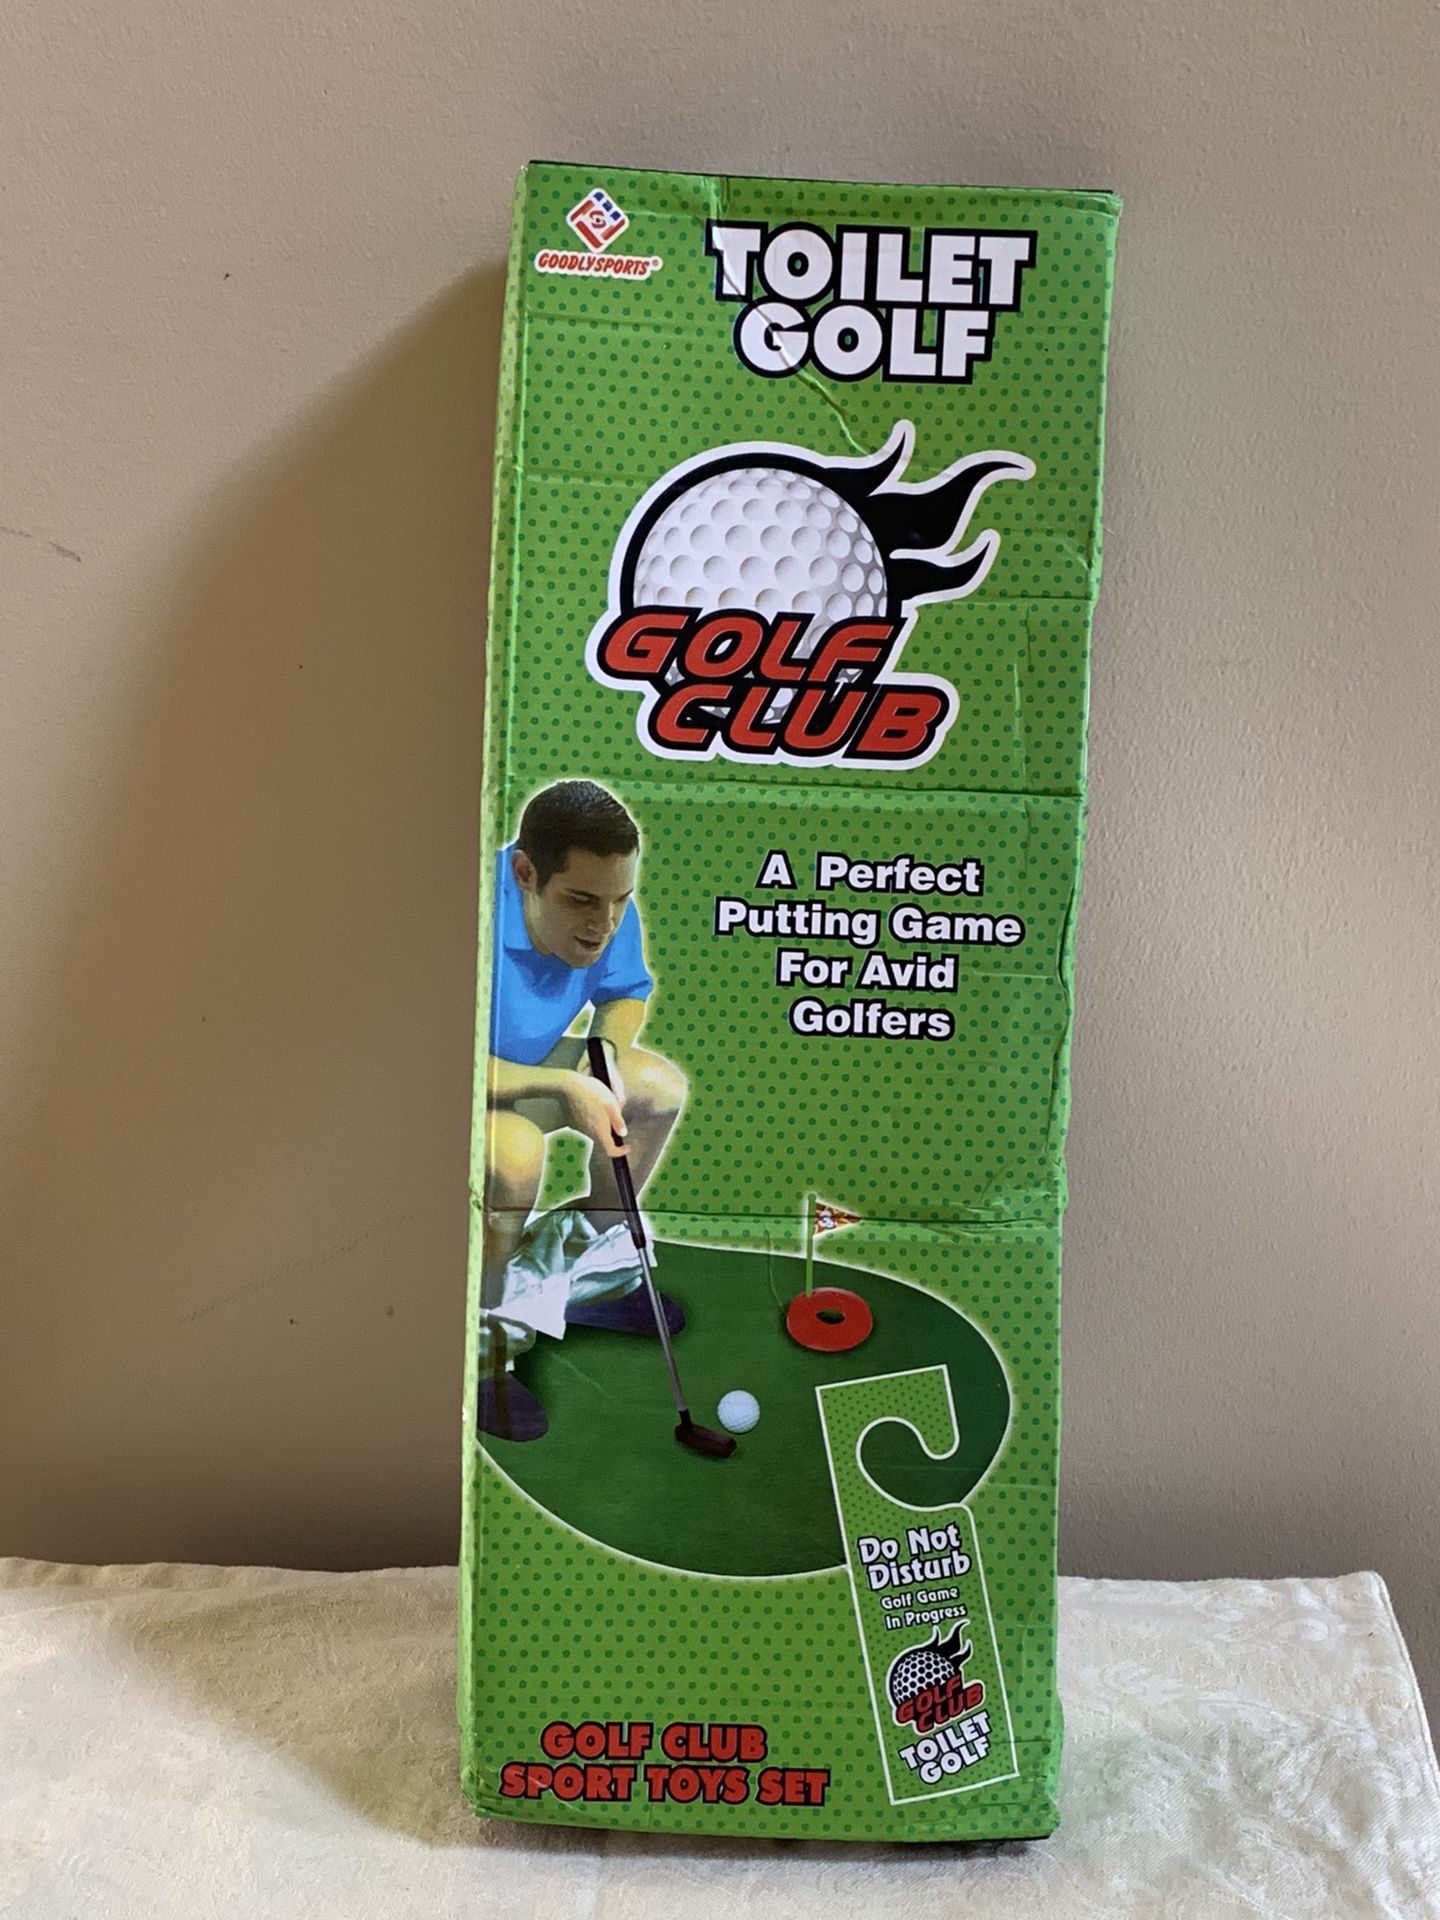 GOODLYSPORTS®
TOILET
GOLF
GOLF
CLUB
A Perfect
Putting Game
For Avid
Golfers
Do Not
Disturb
Golf Game
In Progress
GOLF
CLUB
TOILET
GOLF
GOLF CLUB
SPORT TOYS SET